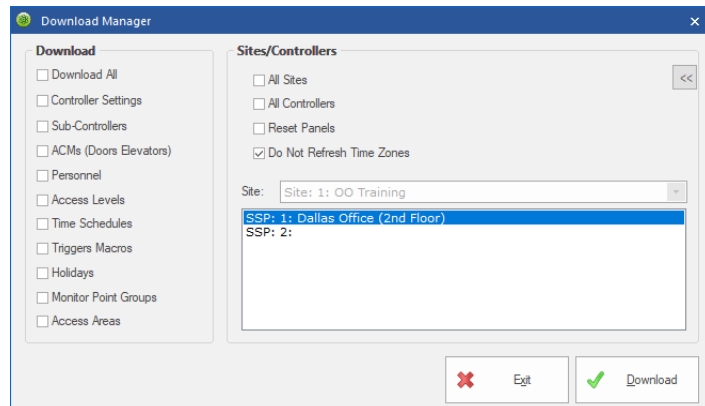 Download Manager
Download
Download All
Controller Settings
Sub-Controllers
ACMs (Doors Elevators)
Personnel
Access Levels
Time Schedules
Triggers Macros
Holidays
Monitor Point Groups
Access Areas
Sites/Controllers
All Sites
All Controllers
Reset Panels
Do Not Refresh Time Zones
<<
Site: Site: 1: OO Training
SSP: 1: Dallas Office (2nd Floor)
SSP: 2:
Exit
Download